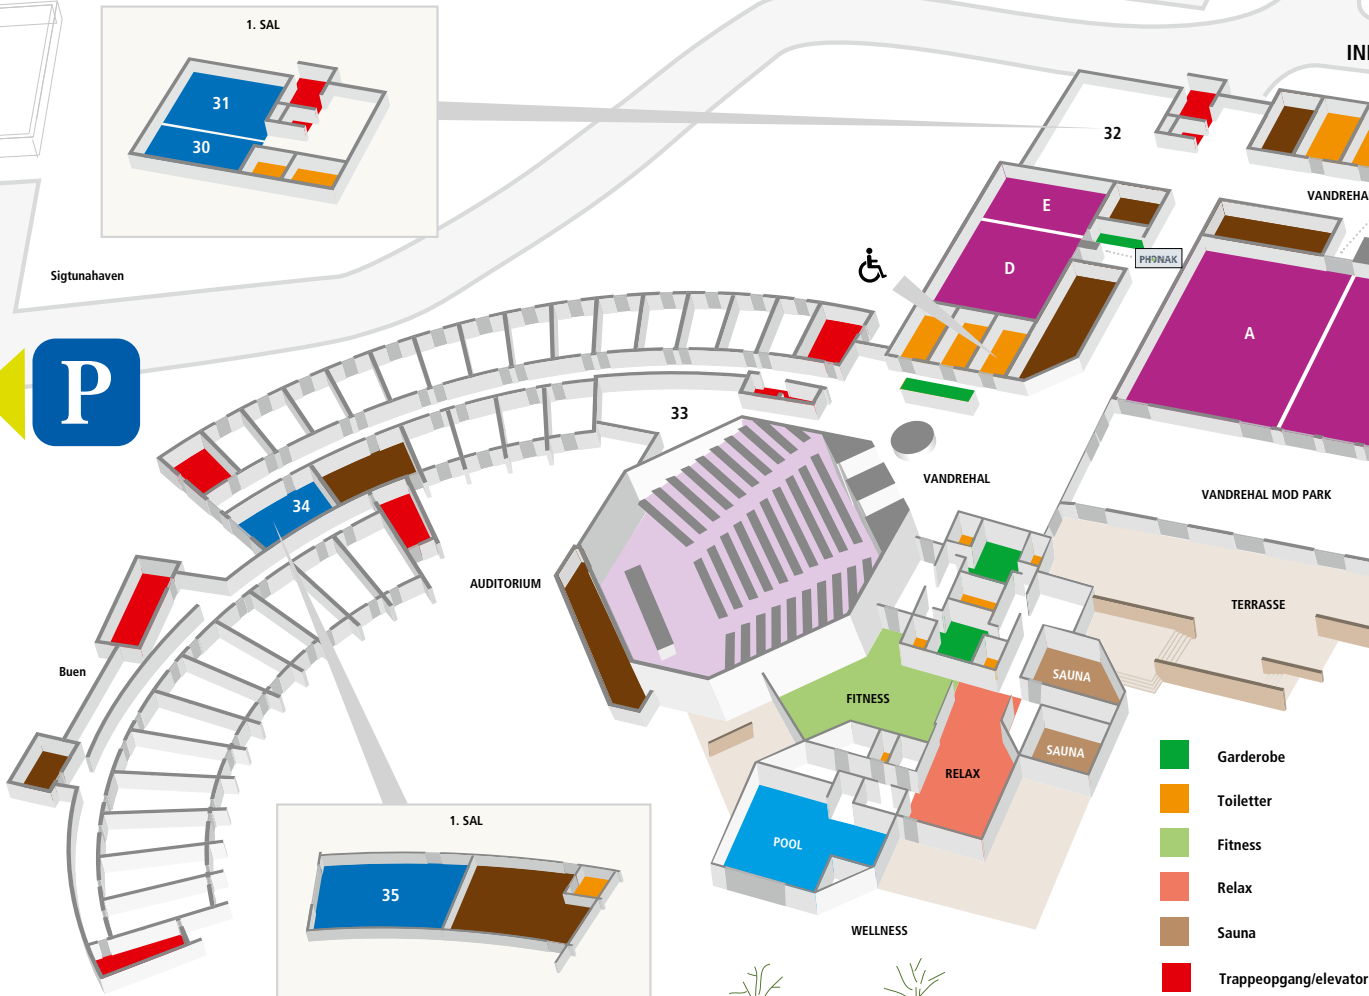 1. SAL
31
30
INI
32
VANDREHA
E
D
PHONAK
Sigtunahaven
A
P
33
VANDREHAL
VANDREHAL MOD PARK
34
AUDITORIUM
TERRASSE
Buen
SAUNA
FITNESS
SAUNA
RELAX
Garderobe
Toiletter
1. SAL
POOL
Fitness
35
Relax
WELLNESS
Sauna
Trappeopgang/elevator